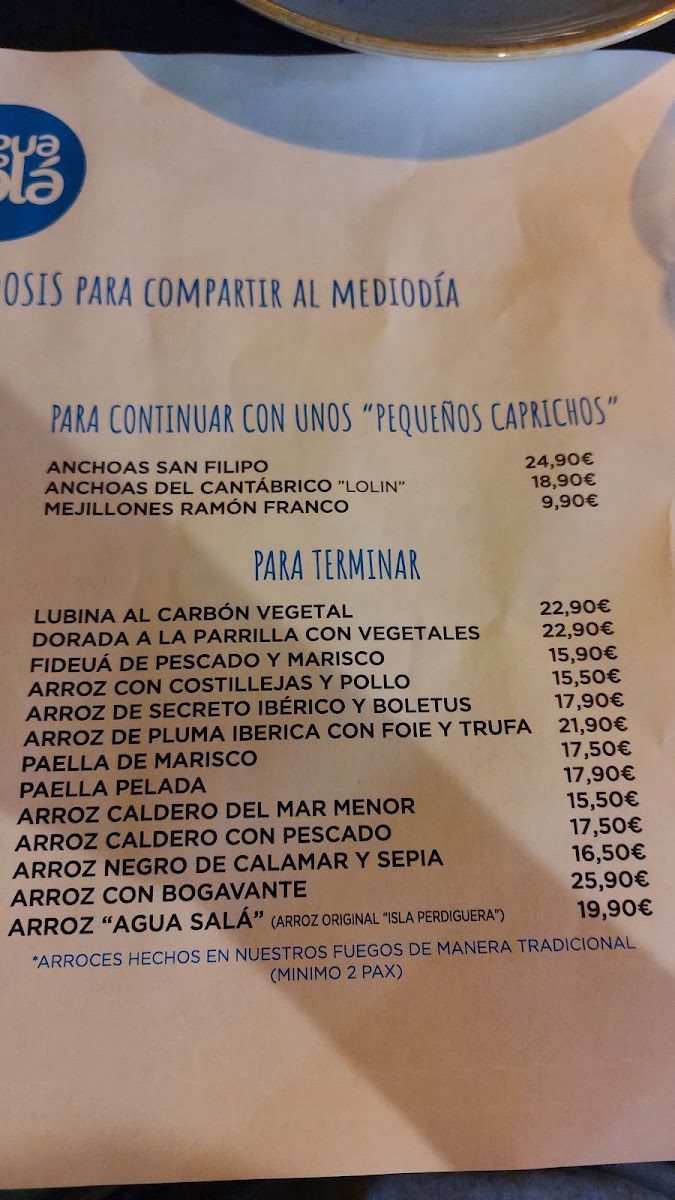 PARA COMPARTIR AL MEDIODÍA
PARA CONTINUAR CON UNOS “PEQUEÑOS CAPRICHOS”
ANCHOAS SAN FILIPO 24,90€
ANCHOAS DEL CANTÁBRICO ”LOLIN” 18,90€
MEJILLONES RAMÓN FRANCO 9,90€
PARA TERMINAR
LUBINA AL CARBÓN VEGETAL 22,90€
DORADA A LA PARRILLA CON VEGETALES 22,90€
FIDEUÁ DE PESCADO Y MARISCO 15,90€
ARROZ CON COSTILLEJAS Y POLLO 15,50€
ARROZ DE SECRETO IBÉRICO Y BOLETUS 17,90€
ARROZ DE PLUMA IBERICA CON FOIE Y TRUFA 21,90€
PAELLA DE MARISCO 17,50€
PAELLA PELADA 17,90€
ARROZ CALDERO DEL MAR MENOR 15,50€
ARROZ CALDERO CON PESCADO 17,50€
ARROZ NEGRO DE CALAMAR Y SEPIA 16,50€
ARROZ CON BOGAVANTE 25,90€
ARROZ “AGUA SALÁ” (ARROZ ORIGINAL “ISLA PERDIGUERA”) 19,90€
*ARROCES HECHOS EN NUESTROS FUEGOS DE MANERA TRADICIONAL
(MINIMO 2 PAX)